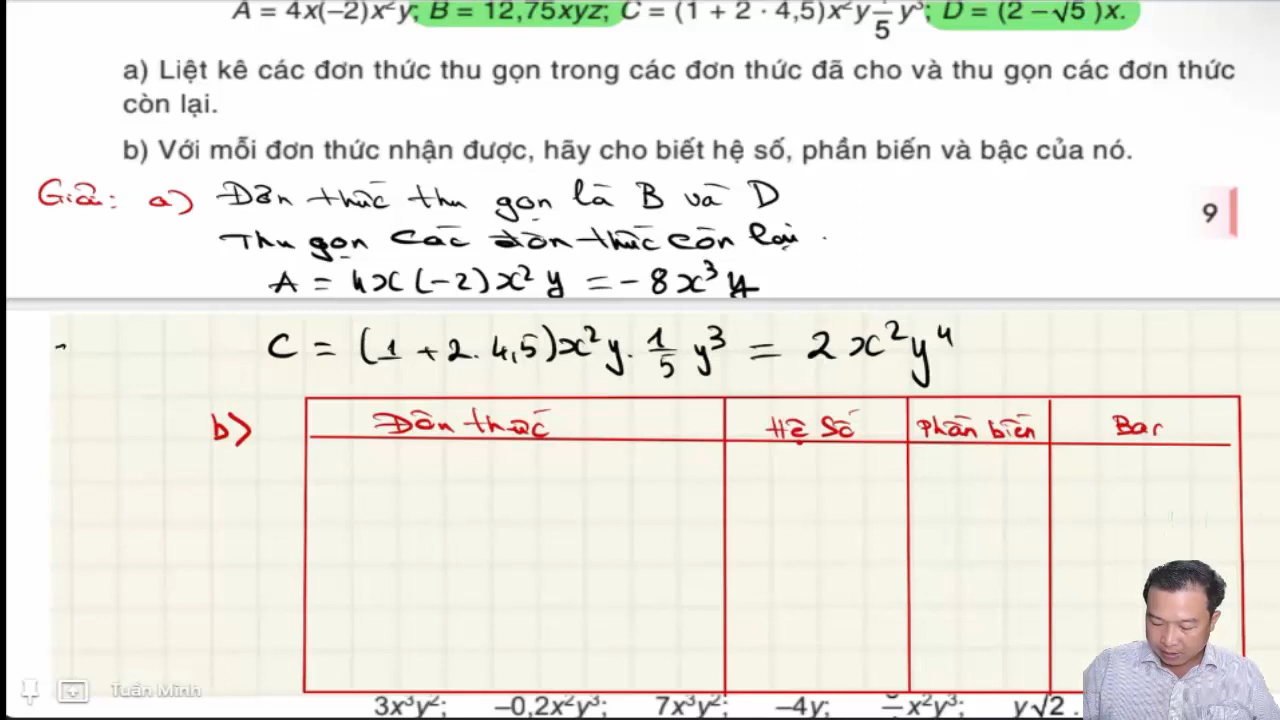 A = 4x(−2)x²y; B = 12,75xyz; C = (1 + 2 · 4,5)x²y 1/5 y³; D = (2 − √5 )x.
a) Liệt kê các đơn thức thu gọn trong các đơn thức đã cho và thu gọn các đơn thức
còn lại.
b) Với mỗi đơn thức nhận được, hãy cho biết hệ số, phần biến và bậc của nó.
Giải: a) Đơn thức thu gọn là B và D
9
Thu gọn các đơn thức còn lại.
A = 4x(−2)x²y = −8x³y
C = (1 + 2. 4,5)x²y. 1/5 y³ = 2x²y⁴
b) Đơn thức Hệ số Phần biến Bac
Tuấn Minh
3x³y²; −0,2x²y³; 7x³y²; −4y; x²y³; y√2 .